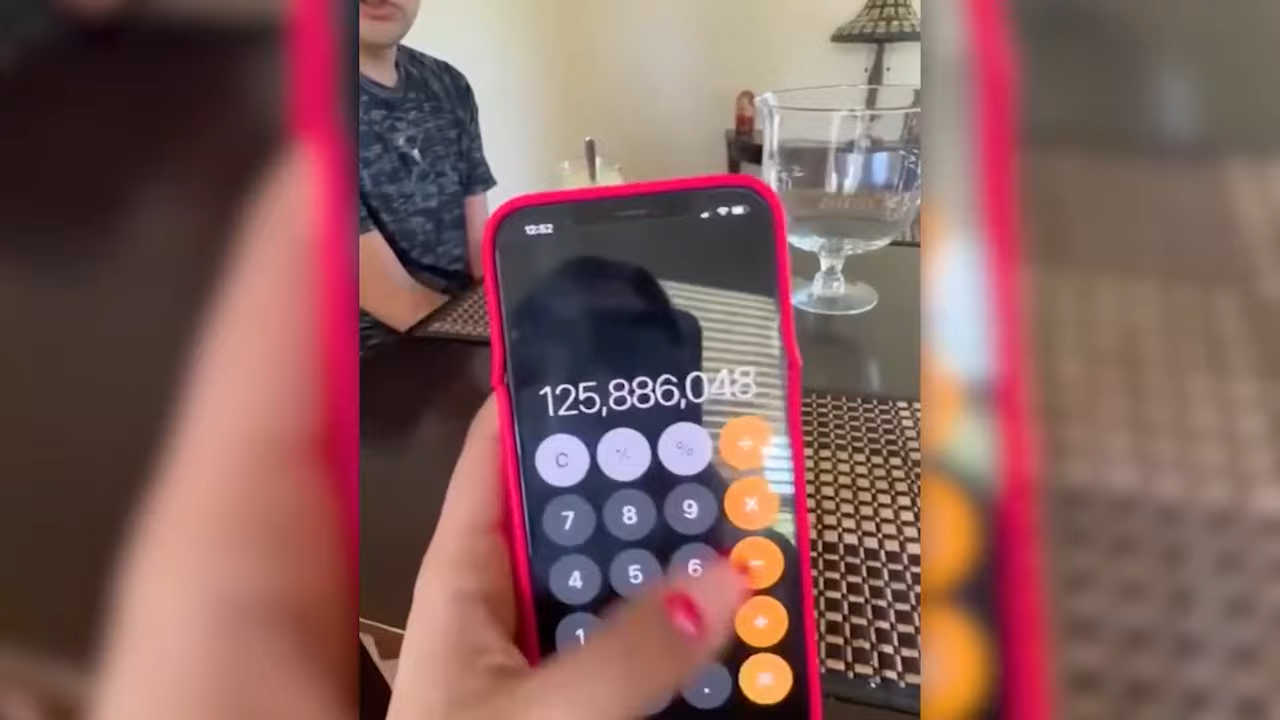 12:52
125,886,048
C % ÷
7 8 9 ×
4 5 6 −
1 +
. =